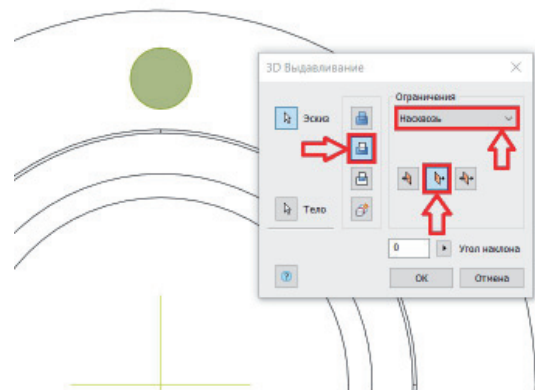 3D Выдавливание
Ограничения
Эскиз
Насквозь
Тело
0
Угол наклона
?
OK
Отмена